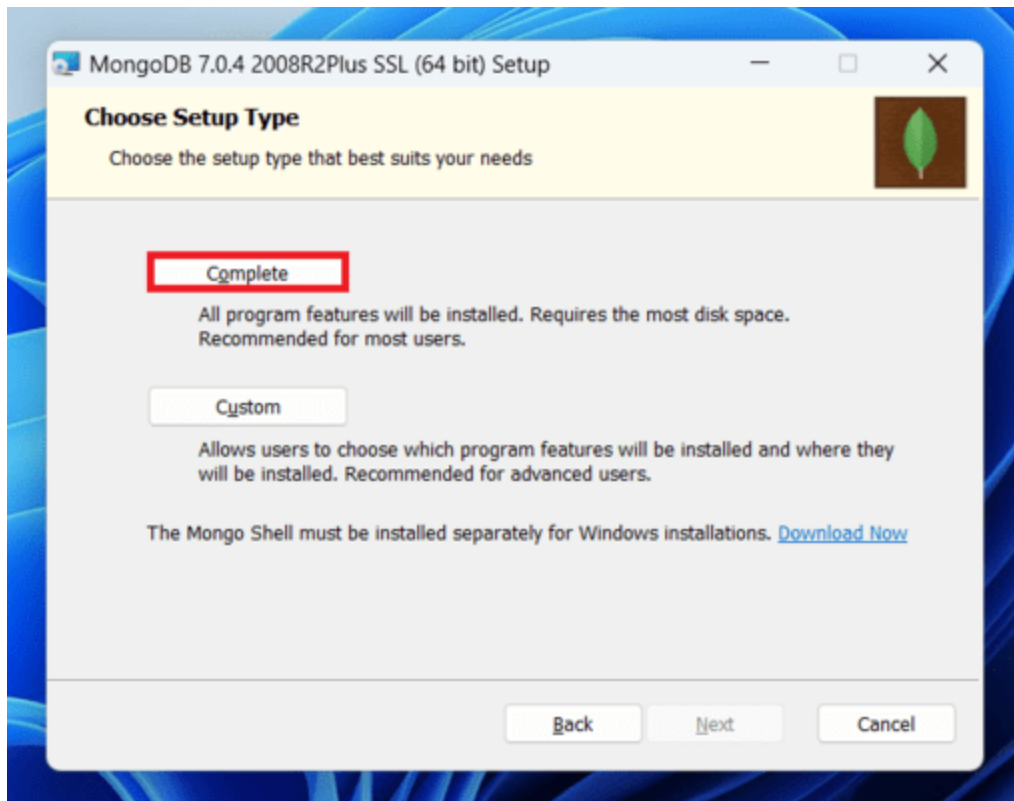 MongoDB 7.0.4 2008R2Plus SSL (64 bit) Setup
Choose Setup Type
Choose the setup type that best suits your needs
Complete
All program features will be installed. Requires the most disk space.
Recommended for most users.
Custom
Allows users to choose which program features will be installed and where they
will be installed. Recommended for advanced users.
The Mongo Shell must be installed separately for Windows installations. Download Now
Back Next Cancel